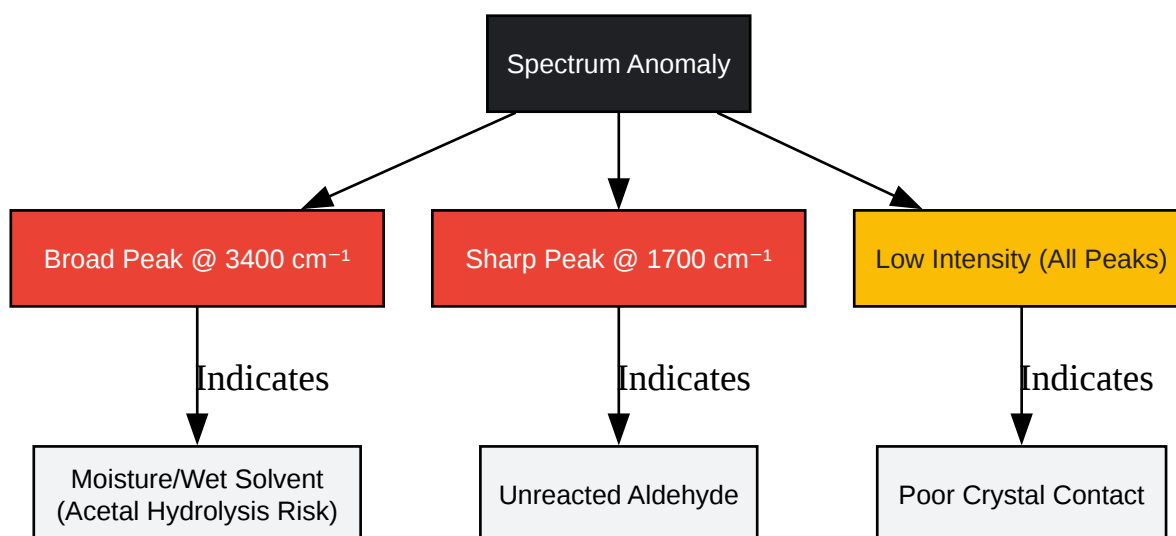 Spectrum Anomaly
Broad Peak @ 3400 cm⁻¹
Sharp Peak @ 1700 cm⁻¹
Low Intensity (All Peaks)
Indicates
Indicates
Indicates
Moisture/Wet Solvent
(Acetal Hydrolysis Risk)
Unreacted Aldehyde
Poor Crystal Contact